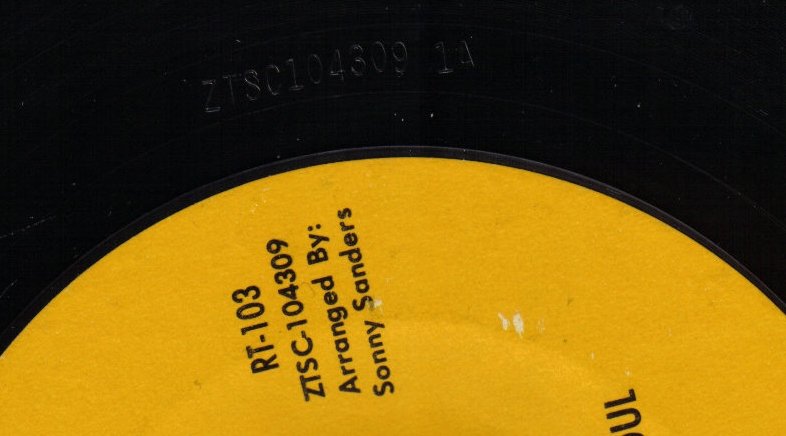 ZTSC104309 1A
RT-103
ZTSC-104309
Arranged By:
Sonny Sanders